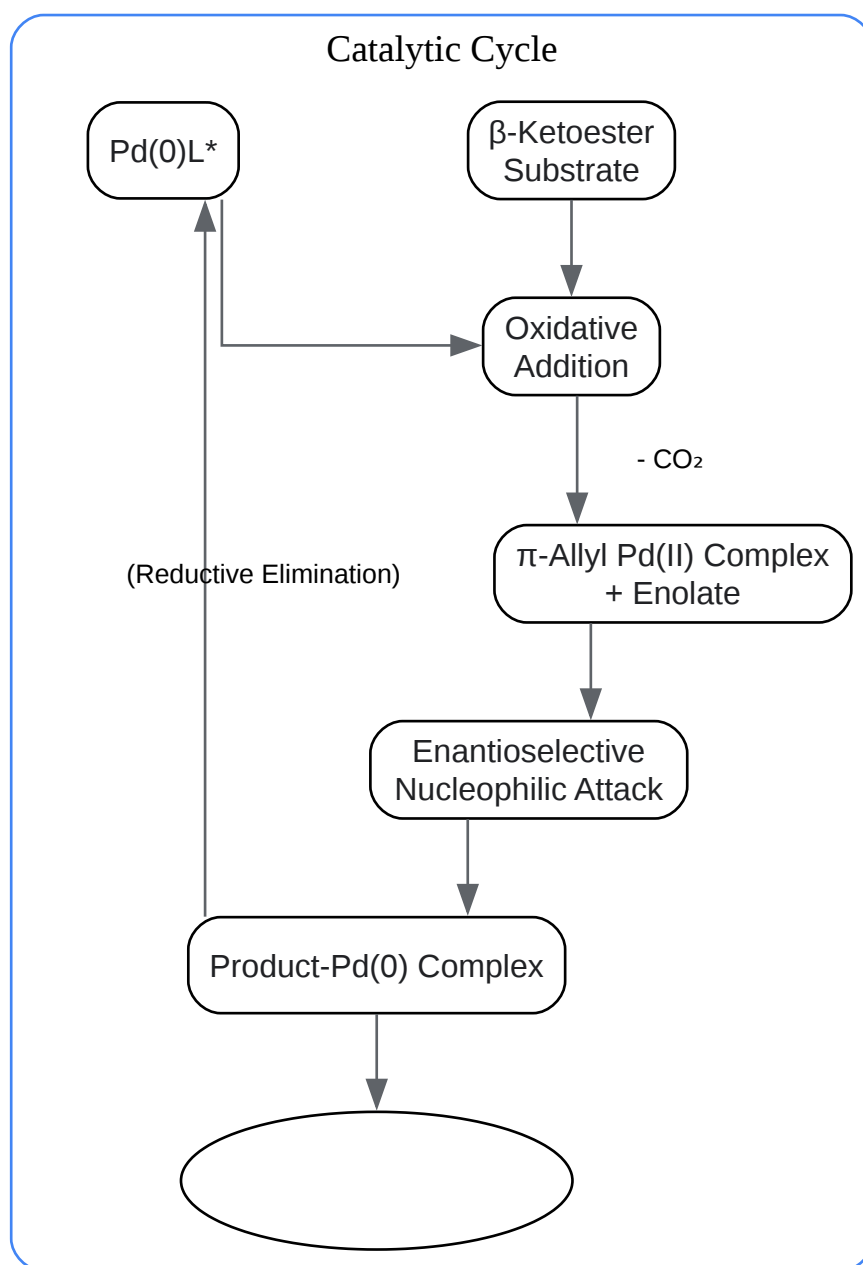 Catalytic Cycle
Pd(0)L*
β-Ketoester
Substrate
Oxidative
Addition
- CO₂
(Reductive Elimination)
π-Allyl Pd(II) Complex
+ Enolate
Enantioselective
Nucleophilic Attack
Product-Pd(0) Complex